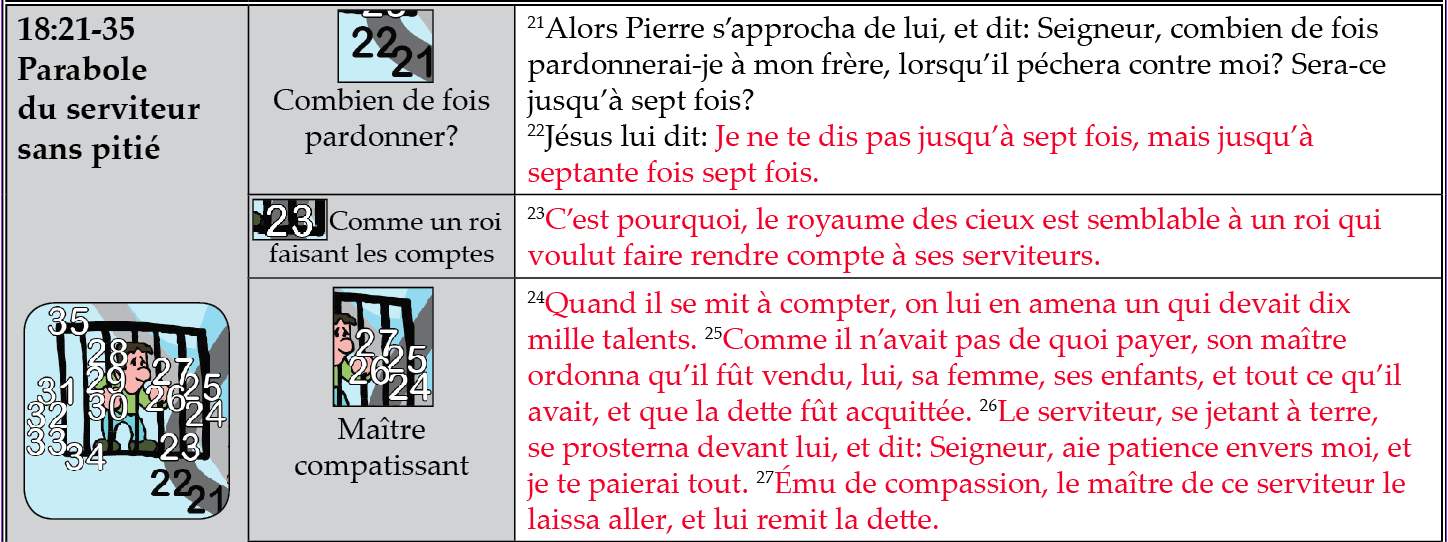 18:21-35
Parabole
du serviteur
sans pitié
35
28
29
30
27
26
25
24
31
32
33
34
23
22
21
22
21
Combien de fois
pardonner?
21Alors Pierre s’approcha de lui, et dit: Seigneur, combien de fois
pardonnerai-je à mon frère, lorsqu’il péchera contre moi? Sera-ce
jusqu’à sept fois?
22Jésus lui dit: Je ne te dis pas jusqu’à sept fois, mais jusqu’à
septante fois sept fois.
23 Comme un roi
faisant les comptes
23C’est pourquoi, le royaume des cieux est semblable à un roi qui
voulut faire rendre compte à ses serviteurs.
27
26
25
24
Maître
compatissant
24Quand il se mit à compter, on lui en amena un qui devait dix
mille talents. 25Comme il n’avait pas de quoi payer, son maître
ordonna qu’il fût vendu, lui, sa femme, ses enfants, et tout ce qu’il
avait, et que la dette fût acquittée. 26Le serviteur, se jetant à terre,
se prosterna devant lui, et dit: Seigneur, aie patience envers moi, et
je te paierai tout. 27Ému de compassion, le maître de ce serviteur le
laissa aller, et lui remit la dette.